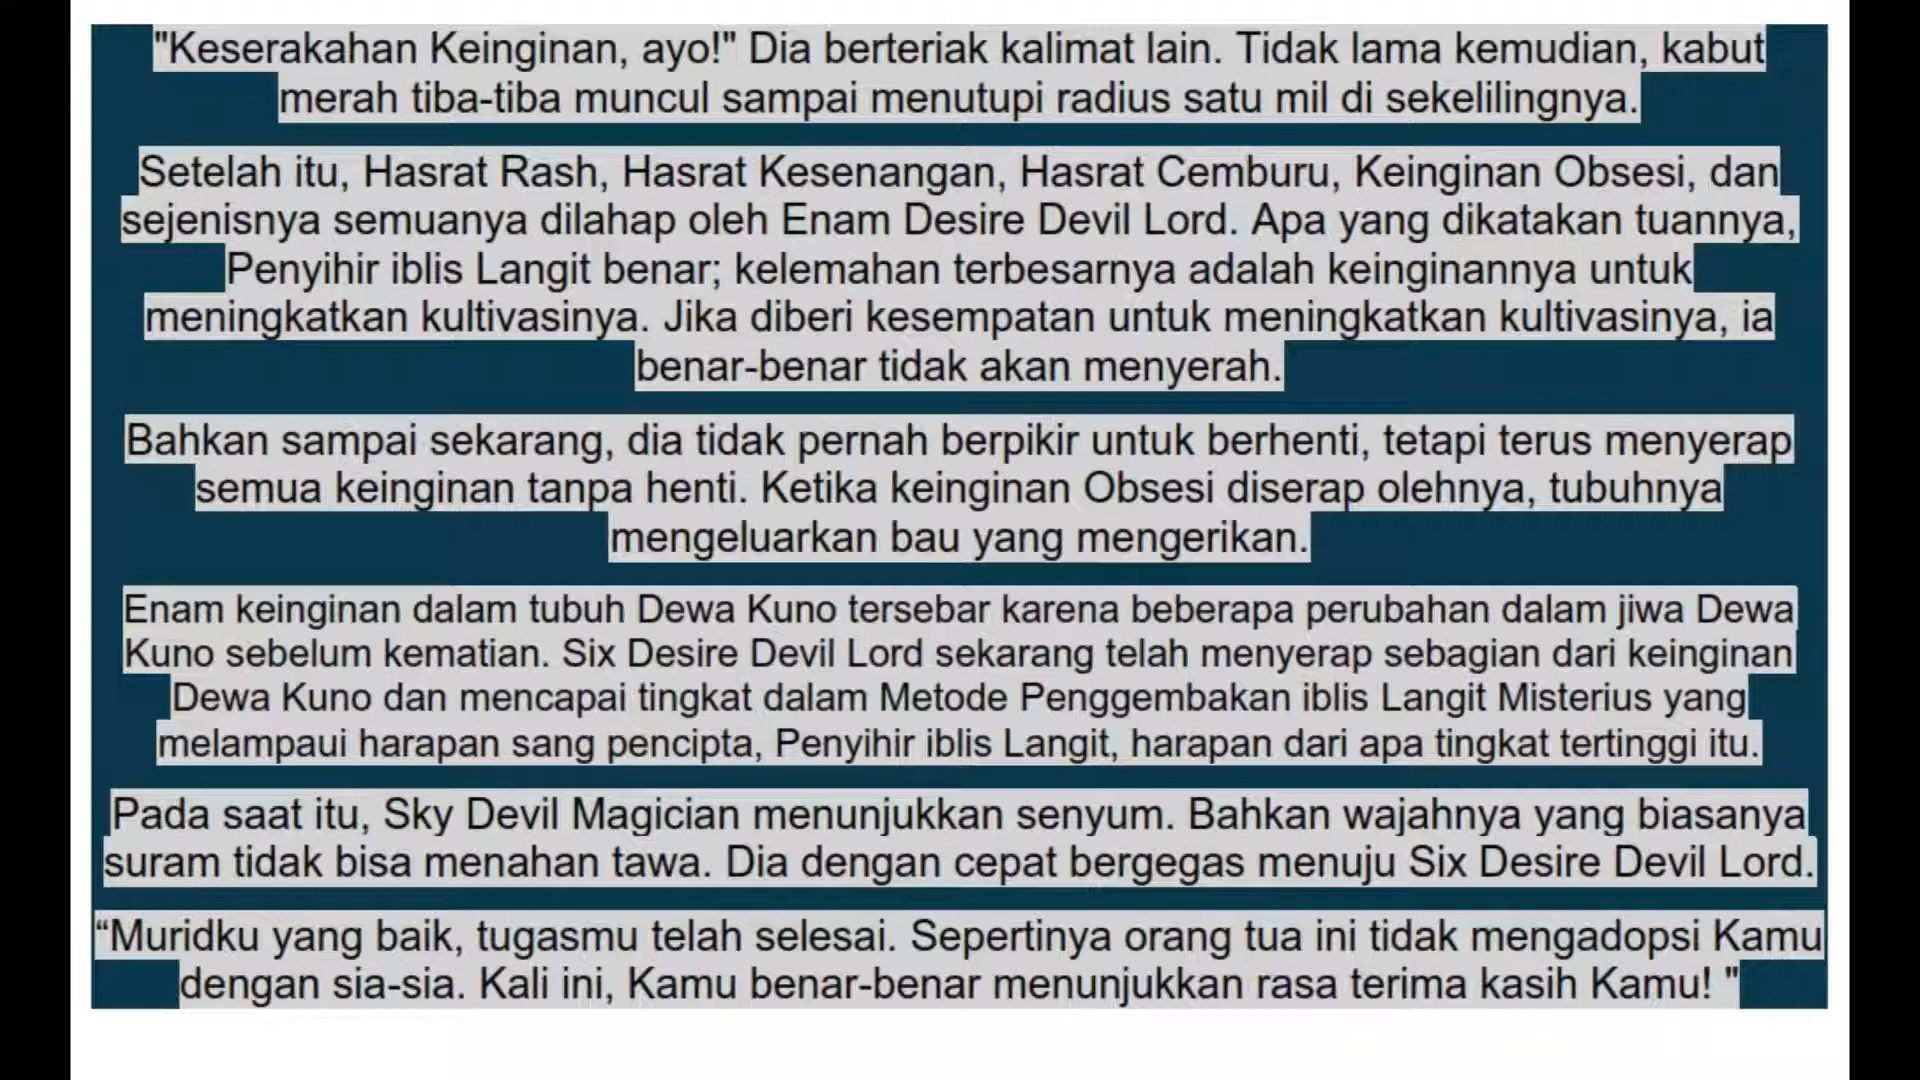 "Keserakahan Keinginan, ayo!" Dia berteriak kalimat lain. Tidak lama kemudian, kabut
merah tiba-tiba muncul sampai menutupi radius satu mil di sekelilingnya.
Setelah itu, Hasrat Rash, Hasrat Kesenangan, Hasrat Cemburu, Keinginan Obsesi, dan
sejenisnya semuanya dilahap oleh Enam Desire Devil Lord. Apa yang dikatakan tuannya,
Penyihir iblis Langit benar; kelemahan terbesarnya adalah keinginannya untuk
meningkatkan kultivasinya. Jika diberi kesempatan untuk meningkatkan kultivasinya, ia
benar-benar tidak akan menyerah.
Bahkan sampai sekarang, dia tidak pernah berpikir untuk berhenti, tetapi terus menyerap
semua keinginan tanpa henti. Ketika keinginan Obsesi diserap olehnya, tubuhnya
mengeluarkan bau yang mengerikan.
Enam keinginan dalam tubuh Dewa Kuno tersebar karena beberapa perubahan dalam jiwa Dewa
Kuno sebelum kematian. Six Desire Devil Lord sekarang telah menyerap sebagian dari keinginan
Dewa Kuno dan mencapai tingkat dalam Metode Penggembakan iblis Langit Misterius yang
melampaui harapan sang pencipta, Penyihir iblis Langit, harapan dari apa tingkat tertinggi itu.
Pada saat itu, Sky Devil Magician menunjukkan senyum. Bahkan wajahnya yang biasanya
suram tidak bisa menahan tawa. Dia dengan cepat bergegas menuju Six Desire Devil Lord.
“Muridku yang baik, tugasmu telah selesai. Sepertinya orang tua ini tidak mengadopsi Kamu
dengan sia-sia. Kali ini, Kamu benar-benar menunjukkan rasa terima kasih Kamu! "